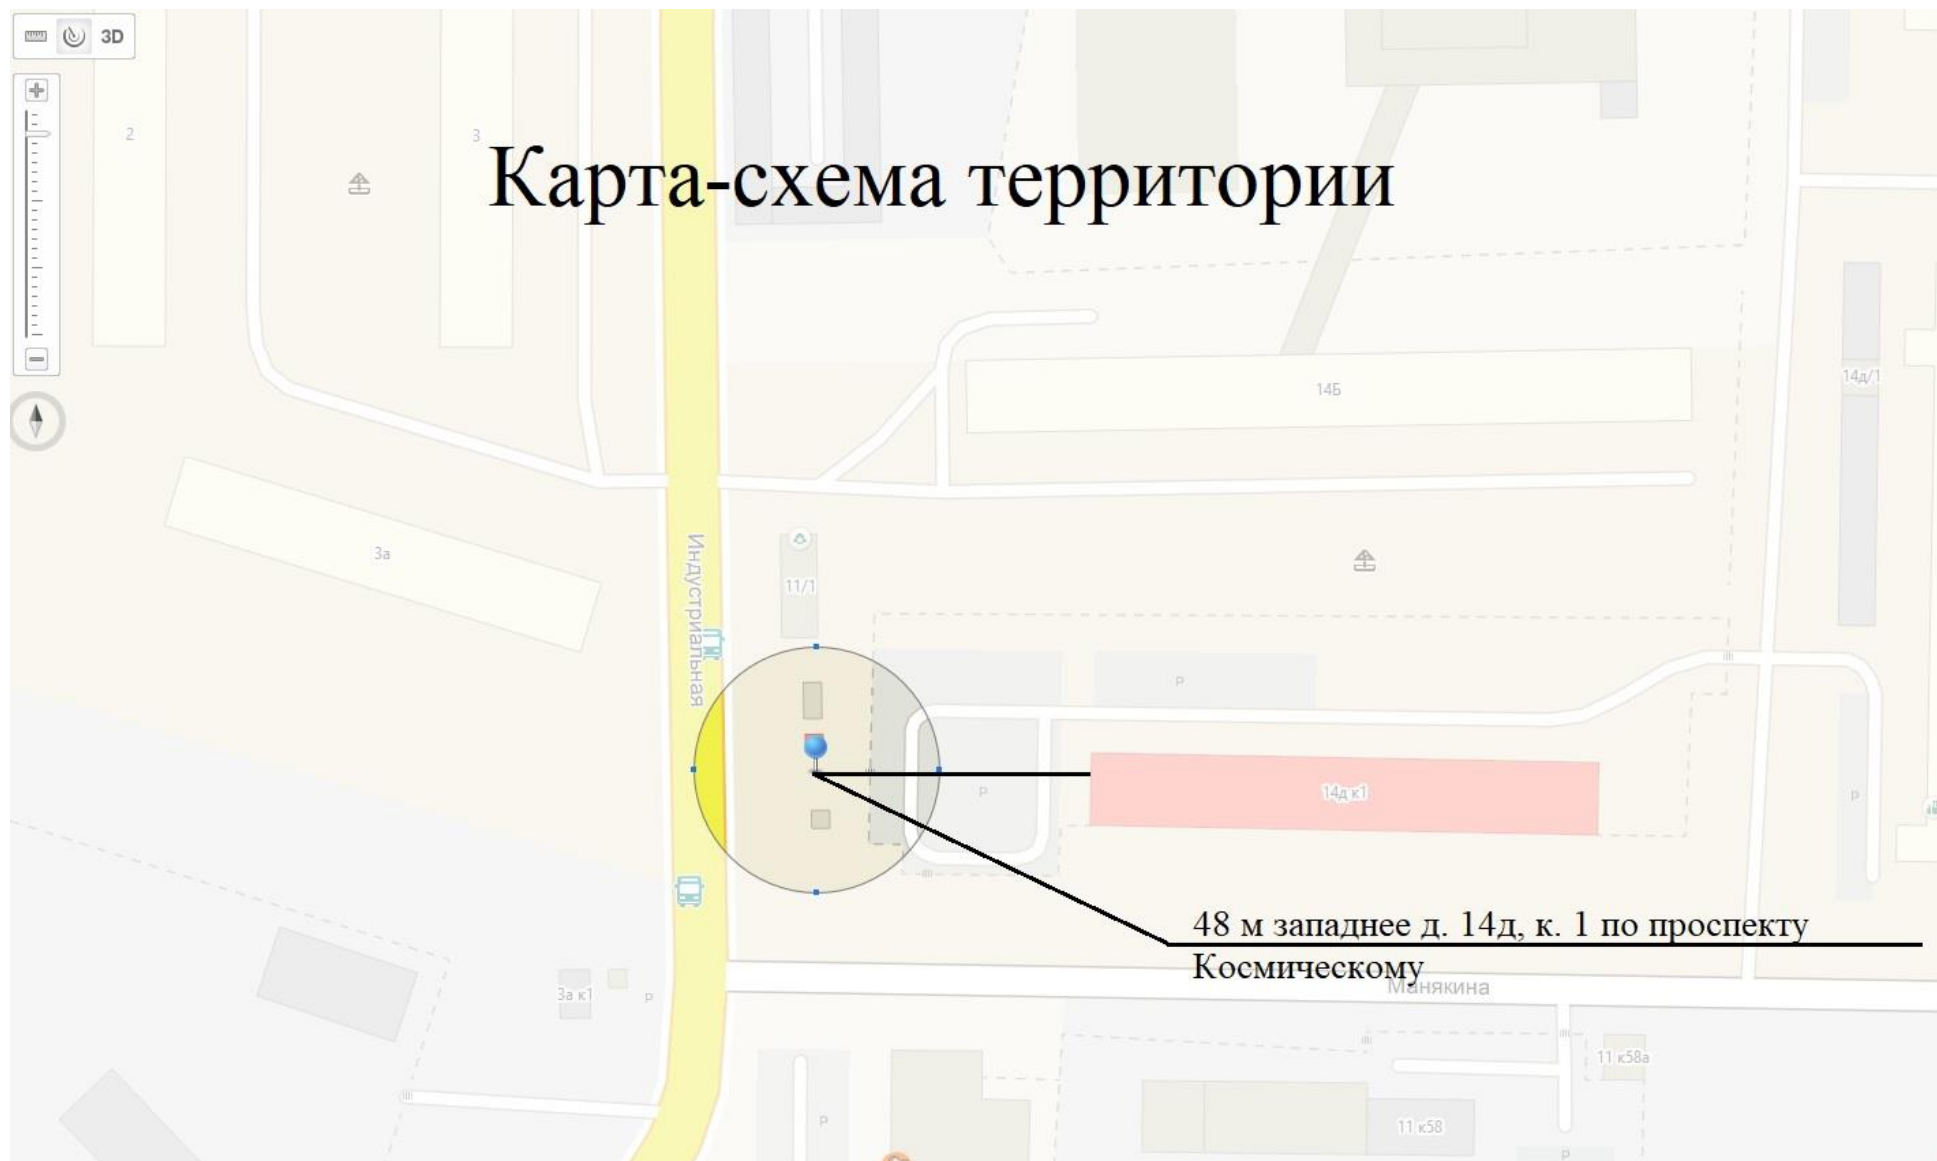 3D
2
3
Карта-схема территории
14Б
14д/1
3а
Индустриальная
11/1
Р
Р
14д к1
Р
48 м западнее д. 14д, к. 1 по проспекту
Космическому
Манякина
3а к1
Р
11 к58а
Р
11 к58
Р